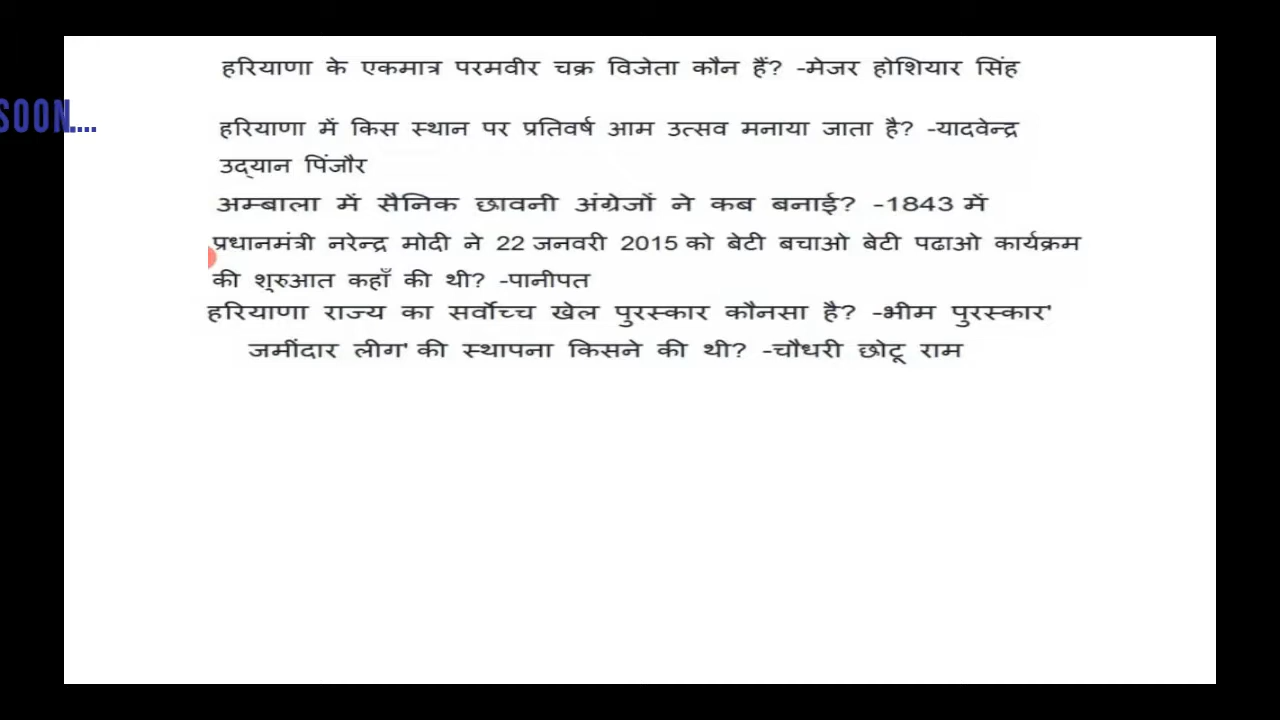 हरियाणा के एकमात्र परमवीर चक्र विजेता कौन हैं? -मेजर होशियार सिंह
SOON....
हरियाणा में किस स्थान पर प्रतिवर्ष आम उत्सव मनाया जाता है? -यादवेन्द्र
उद्यान पिंजौर
अम्बाला में सैनिक छावनी अंग्रेजों ने कब बनाई? -1843 में
प्रधानमंत्री नरेन्द्र मोदी ने 22 जनवरी 2015 को बेटी बचाओ बेटी पढाओ कार्यक्रम
की शुरुआत कहाँ की थी? -पानीपत
हरियाणा राज्य का सर्वोच्च खेल पुरस्कार कौनसा है? -भीम पुरस्कार'
जमींदार लीग' की स्थापना किसने की थी? -चौधरी छोटू राम